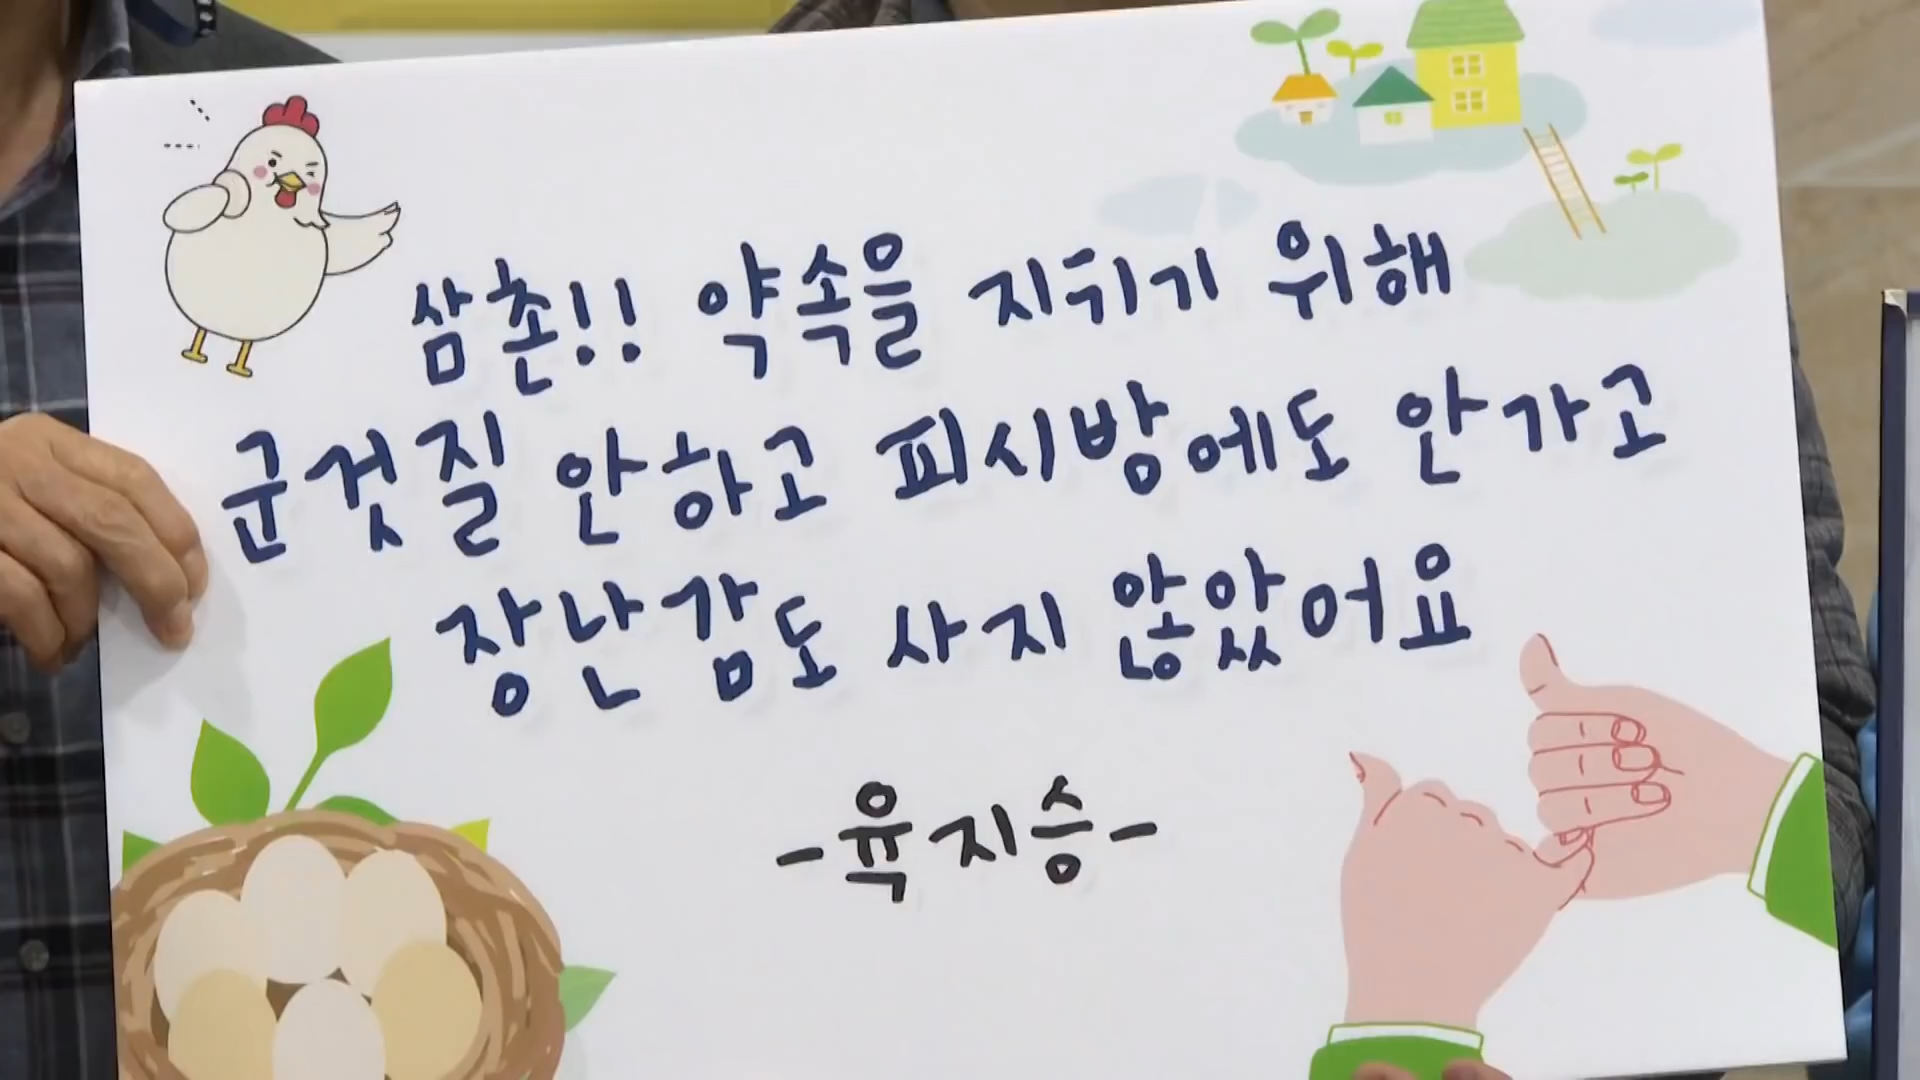 삼촌!! 약속을 지키기 위해
군것질 안하고 피시방에도 안가고
장난감도 사지 않았어요
-육지승-